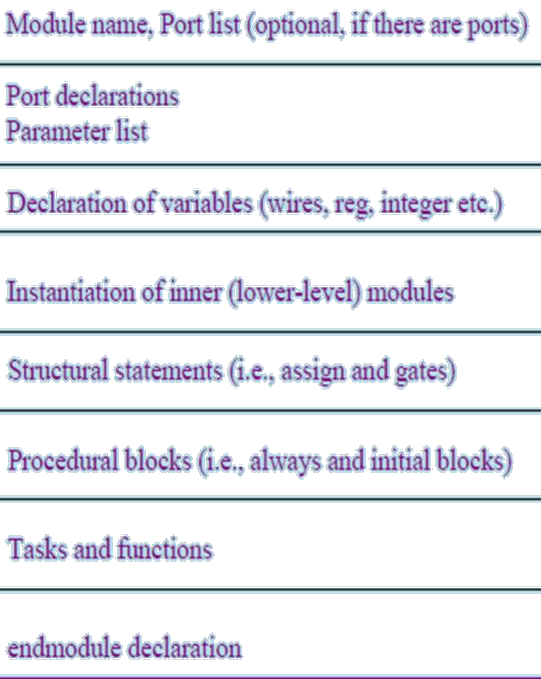 Module name, Port list (optional, if there are ports)
Port declarations
Parameter list
Declaration of variables (wires, reg, integer etc.)
Instantiation of inner (lower-level) modules
Structural statements (i.e., assign and gates)
Procedural blocks (i.e., always and initial blocks)
Tasks and functions
endmodule declaration